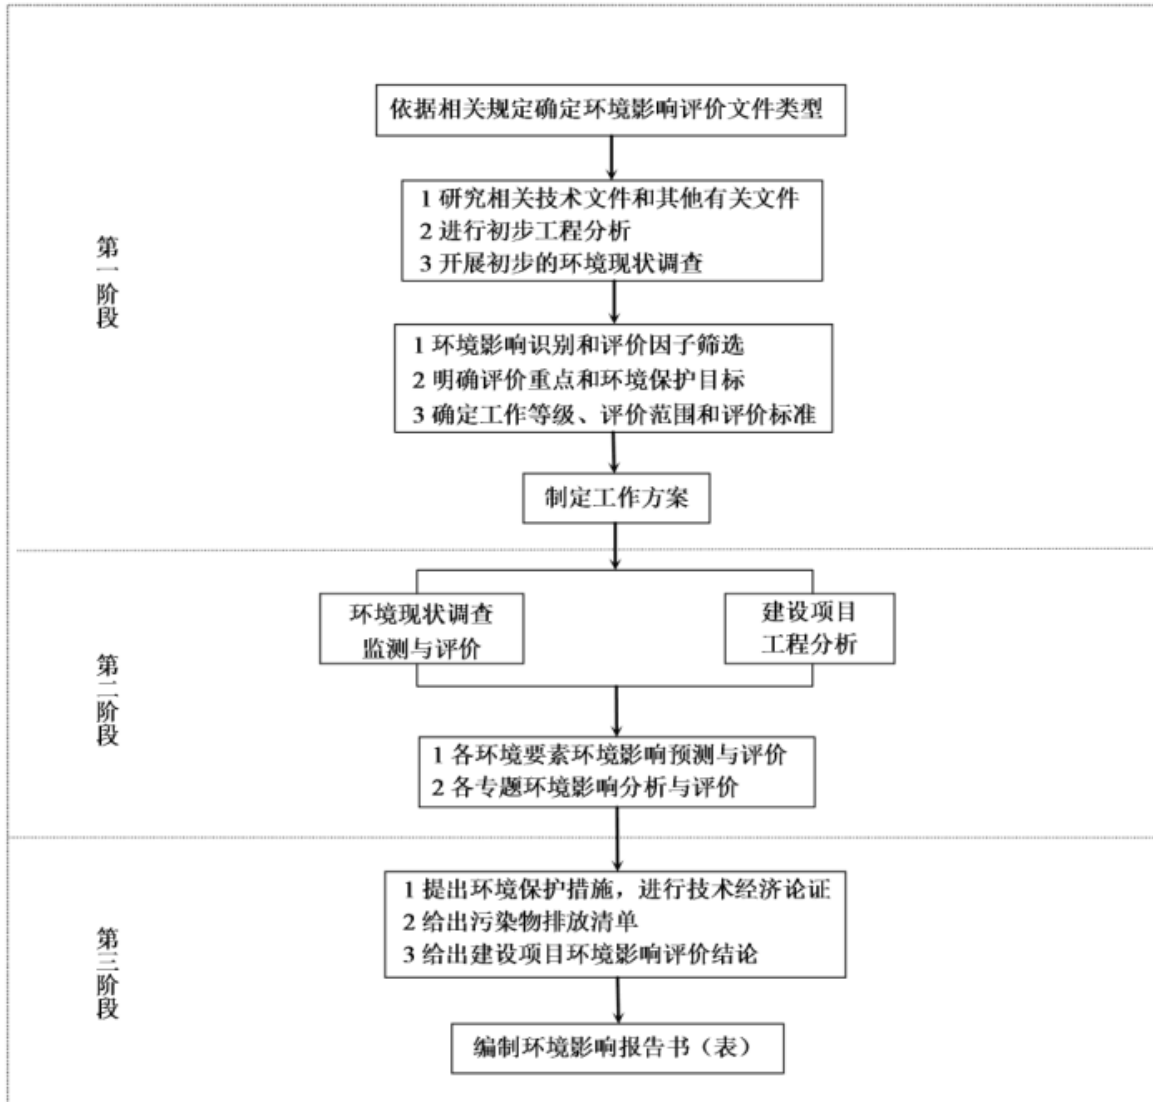 依据相关规定确定环境影响评价文件类型
第一阶段
1 研究相关技术文件和其他有关文件
2 进行初步工程分析
3 开展初步的环境现状调查
1 环境影响识别和评价因子筛选
2 明确评价重点和环境保护目标
3 确定工作等级、评价范围和评价标准
制定工作方案
第二阶段
环境现状调查
监测与评价
建设项目
工程分析
1 各环境要素环境影响预测与评价
2 各专题环境影响分析与评价
第三阶段
1 提出环境保护措施，进行技术经济论证
2 给出污染物排放清单
3 给出建设项目环境影响评价结论
编制环境影响报告书（表）